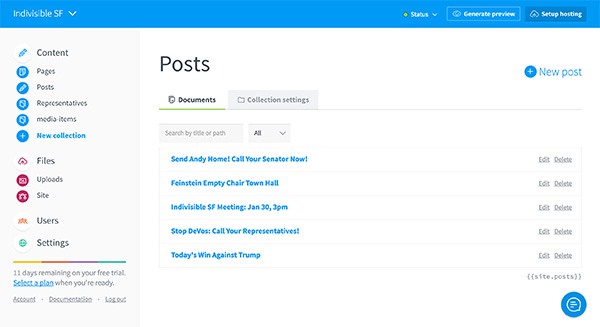 Indivisible SF
Status
Generate preview
Setup hosting
Content
Pages
Posts
Representatives
media-items
New collection
Files
Uploads
Site
Users
Settings
11 days remaining on your free trial.
Select a plan when you're ready.
Account - Documentation - Log out
Posts
New post
Documents
Collection settings
Search by title or path
All
Send Andy Home! Call Your Senator Now! Edit Delete
Feinstein Empty Chair Town Hall Edit Delete
Indivisible SF Meeting: Jan 30, 3pm Edit Delete
Stop DeVos: Call Your Representatives! Edit Delete
Today's Win Against Trump Edit Delete
{{site.posts}}